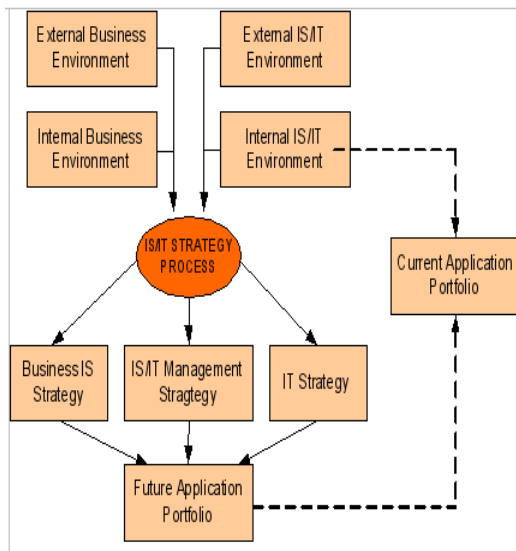 External Business
Environment
External IS/IT
Environment
Internal Business
Environment
Internal IS/IT
Environment
IS/IT STRATEGY
PROCESS
Current Application
Portfolio
Business IS
Strategy
IS/IT Management
Stragtegy
IT Strategy
Future Application
Portfolio